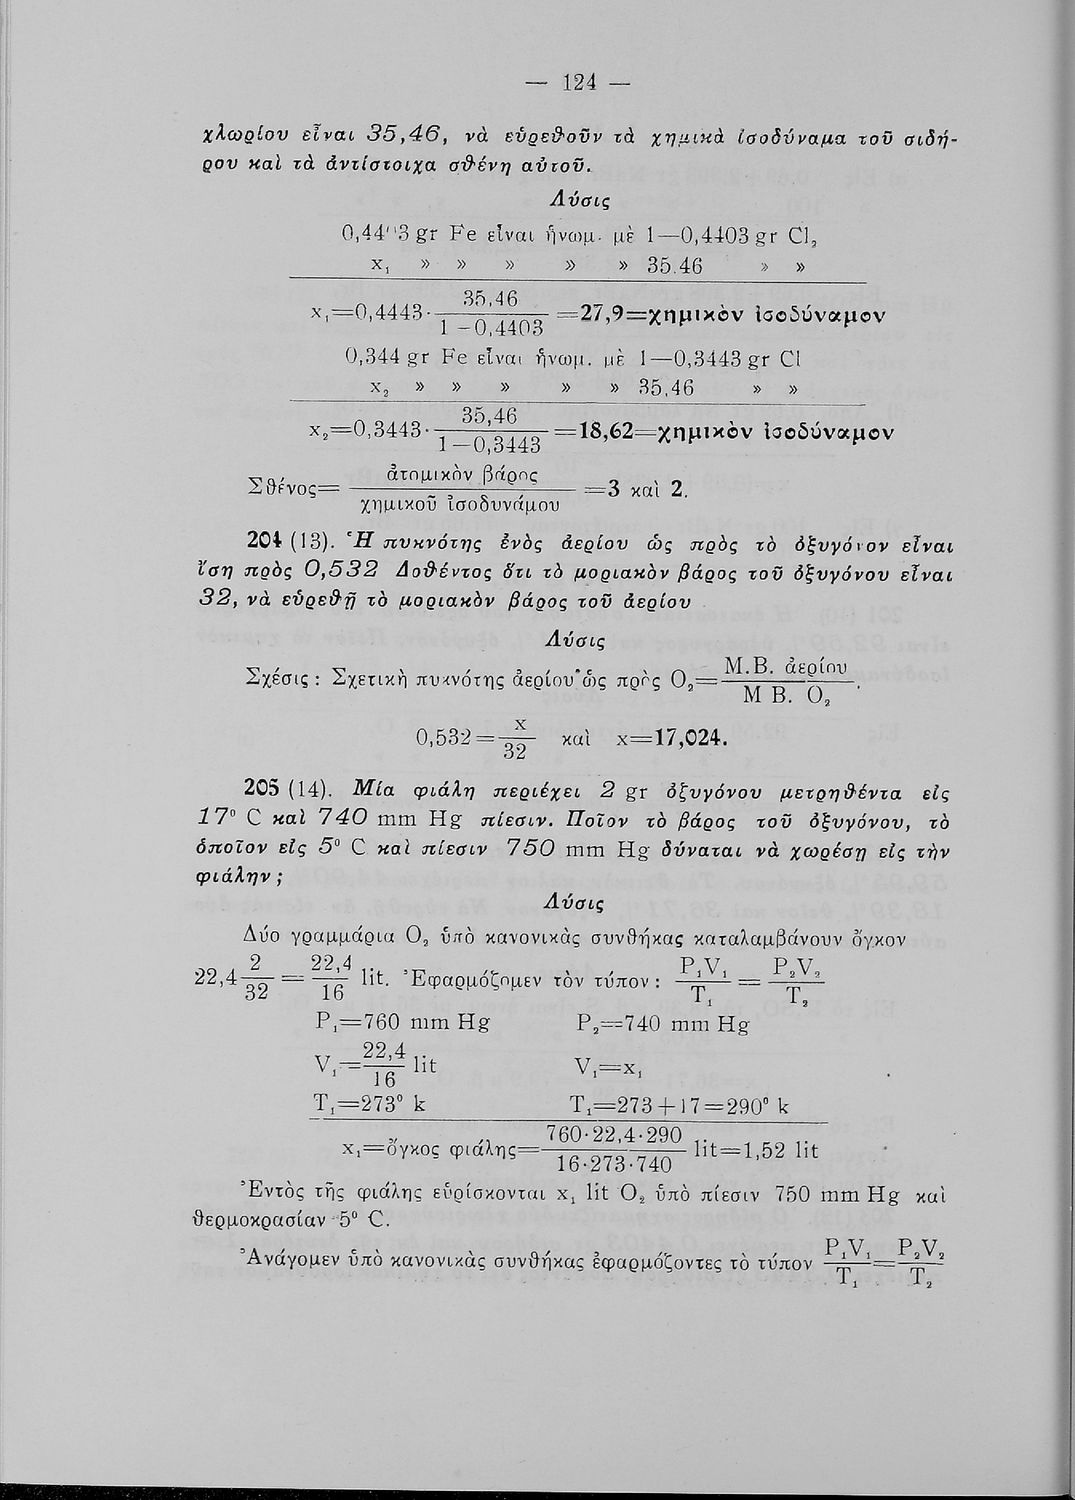 — 124 —
χλωρίου εἶναι 35,46, νὰ εὑρεθοῦν τὰ χημικὰ ἰσοδύναμα τοῦ σιδή-
ρου καὶ τὰ ἀντίστοιχα σθένη αὐτοῦ.
Λύσις
0,44 3 gr Fe εἶναι ἡνωμ. μὲ 1—0,4403 gr Cl₂
x₁ » » » » » 35.46 » »
x₁=0,4443· 35,46 / 1 -0,4403 =27,9=χημικὸν ἰσοδύναμον
0,344 gr Fe εἶναι ἡνωμ. μὲ 1—0,3443 gr Cl
x₂ » » » » » 35,46 » »
x₂=0,3443· 35,46 / 1—0,3443 =18,62=χημικὸν ἰσοδύναμον
Σθένος= ἀτομικὸν βάρος / χημικοῦ ἰσοδυνάμου =3 καὶ 2.
204 (13). Ἡ πυκνότης ἑνὸς ἀερίου ὡς πρὸς τὸ ὀξυγόνον εἶναι
ἴση πρὸς 0,532 Δοθέντος ὅτι τὸ μοριακὸν βάρος τοῦ ὀξυγόνου εἶναι
32, νὰ εὑρεθῇ τὸ μοριακὸν βάρος τοῦ ἀερίου
Λύσις
Σχέσις : Σχετικὴ πυκνότης ἀερίου ὡς πρὸς O₂= Μ.Β. ἀερίου / Μ Β. O₂ .
0,532= x / 32 καὶ x=17,024.
205 (14). Μία φιάλη περιέχει 2 gr ὀξυγόνου μετρηθέντα εἰς
17⁰ C καὶ 740 mm Hg πίεσιν. Ποῖον τὸ βάρος τοῦ ὀξυγόνου, τὸ
ὁποῖον εἰς 5⁰ C καὶ πίεσιν 750 mm Hg δύναται νὰ χωρέσῃ εἰς τὴν
φιάλην ;
Λύσις
Δύο γραμμάρια O₂ ὑπὸ κανονικὰς συνθήκας καταλαμβάνουν ὄγκον
22,4 2 / 32 = 22,4 / 16 lit. Ἐφαρμόζομεν τὸν τύπον : P₁V₁ / T₁ = P₂V₂ / T₂
P₁=760 mm Hg P₂=740 mm Hg
V₁= 22,4 / 16 lit V₁=x₁
T₁=273⁰ k T₁=273+17=290⁰ k
x₁=ὄγκος φιάλης= 760·22,4·290 / 16·273·740 lit=1,52 lit
Ἐντὸς τῆς φιάλης εὑρίσκονται x₁ lit O₂ ὑπὸ πίεσιν 750 mm Hg καὶ
θερμοκρασίαν 5⁰ C.
Ἀνάγομεν ὑπὸ κανονικὰς συνθήκας ἐφαρμόζοντες τὸ τύπον P₁V₁ / T₁ = P₂V₂ / T₂